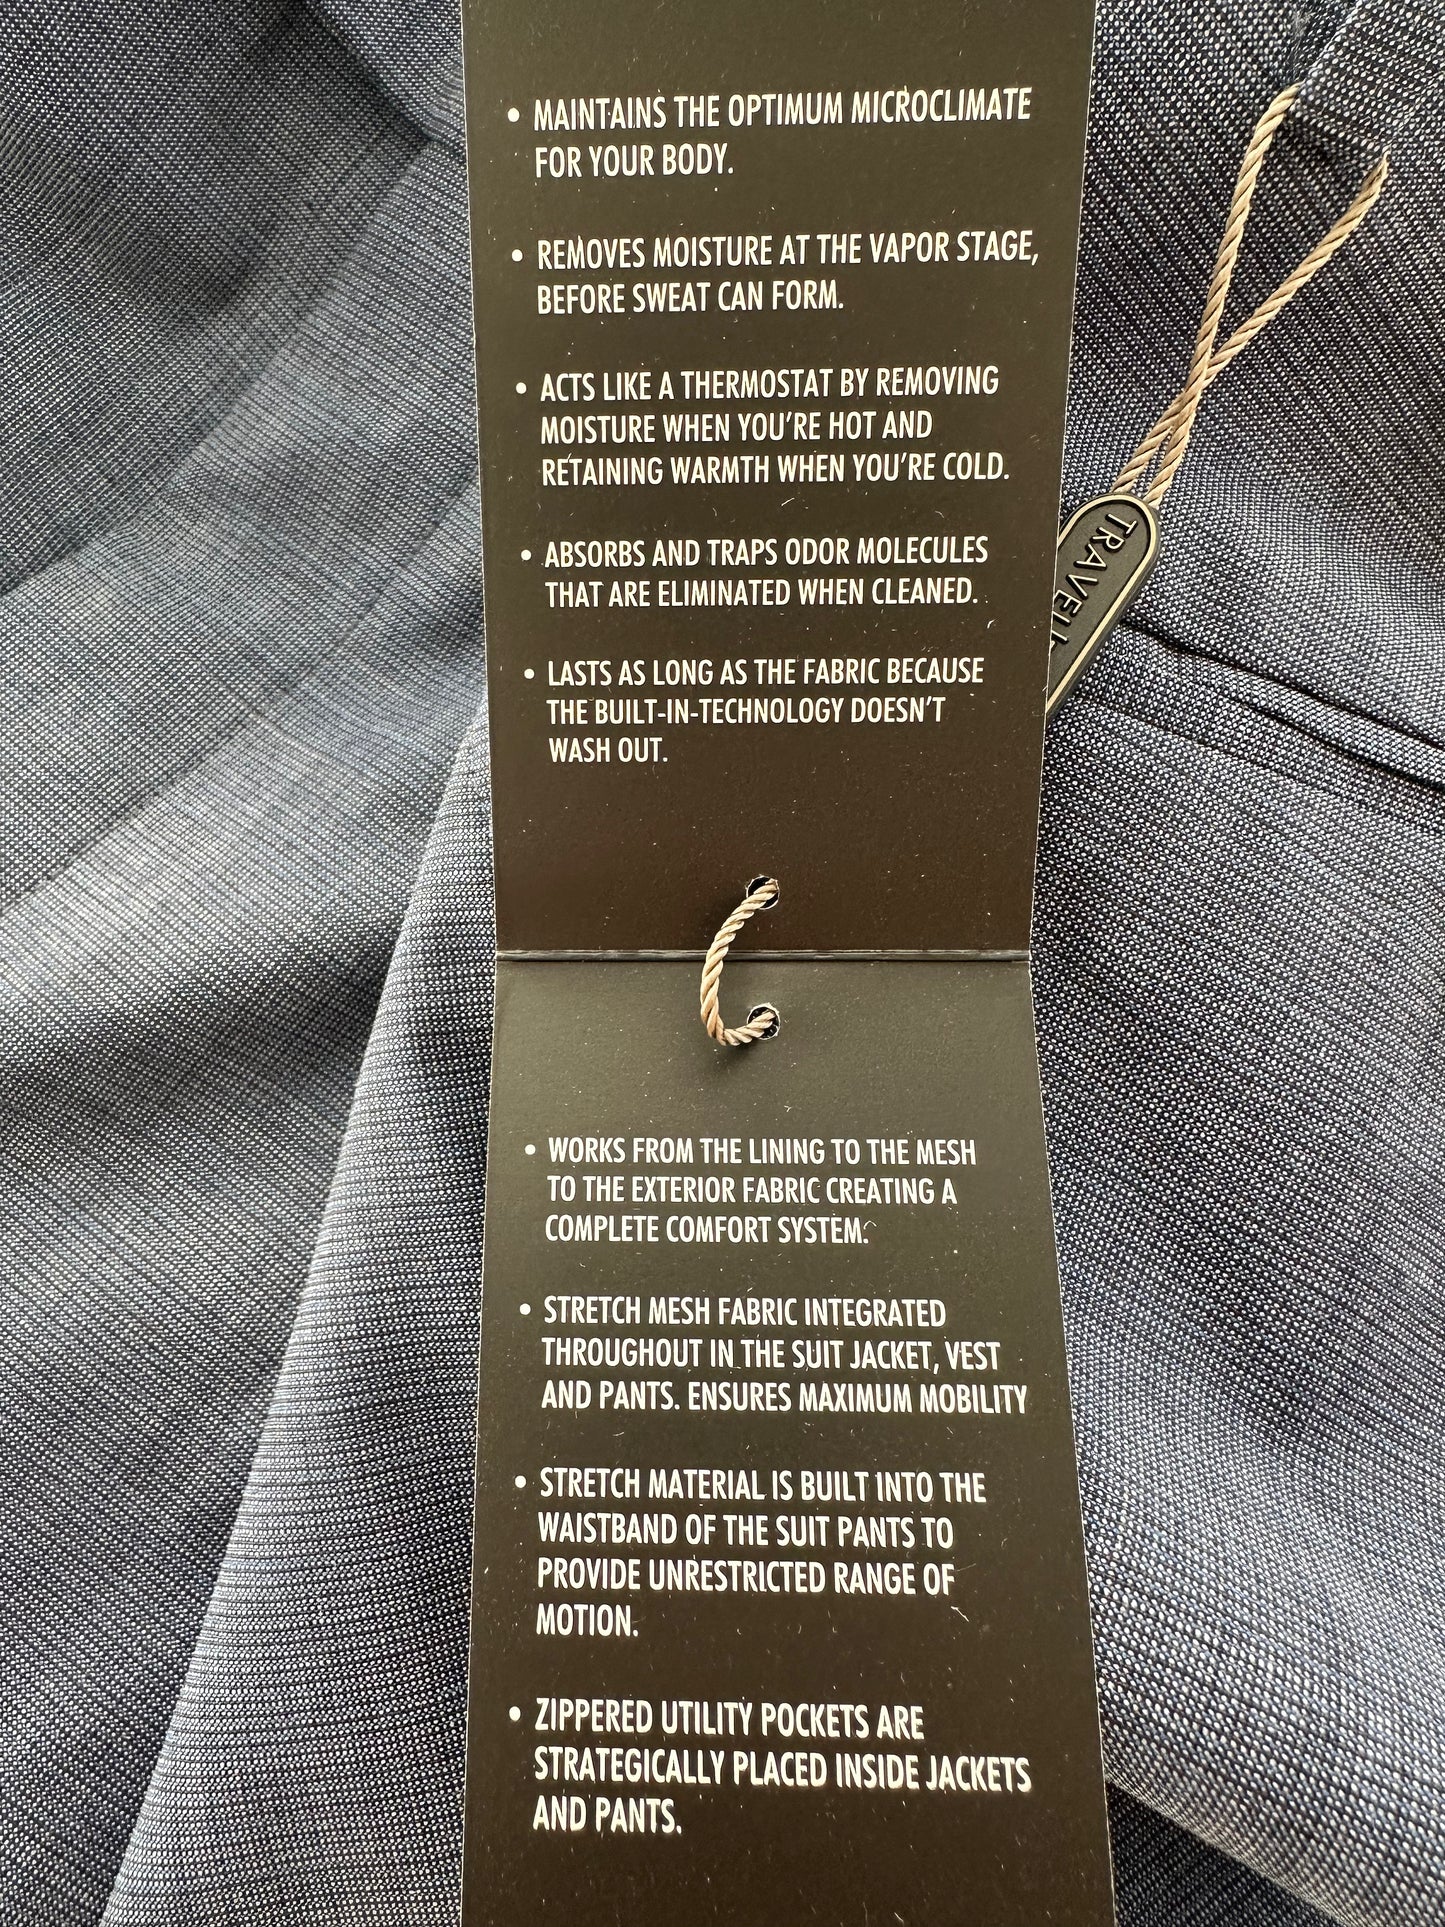 • MAINTAINS THE OPTIMUM MICROCLIMATE
FOR YOUR BODY.
• REMOVES MOISTURE AT THE VAPOR STAGE,
BEFORE SWEAT CAN FORM.
• ACTS LIKE A THERMOSTAT BY REMOVING
MOISTURE WHEN YOU'RE HOT AND
RETAINING WARMTH WHEN YOU'RE COLD.
• ABSORBS AND TRAPS ODOR MOLECULES
THAT ARE ELIMINATED WHEN CLEANED.
• LASTS AS LONG AS THE FABRIC BECAUSE
THE BUILT-IN-TECHNOLOGY DOESN'T
WASH OUT.
• WORKS FROM THE LINING TO THE MESH
TO THE EXTERIOR FABRIC CREATING A
COMPLETE COMFORT SYSTEM.
• STRETCH MESH FABRIC INTEGRATED
THROUGHOUT IN THE SUIT JACKET, VEST
AND PANTS. ENSURES MAXIMUM MOBILITY
• STRETCH MATERIAL IS BUILT INTO THE
WAISTBAND OF THE SUIT PANTS TO
PROVIDE UNRESTRICTED RANGE OF
MOTION.
• ZIPPERED UTILITY POCKETS ARE
STRATEGICALLY PLACED INSIDE JACKETS
AND PANTS.